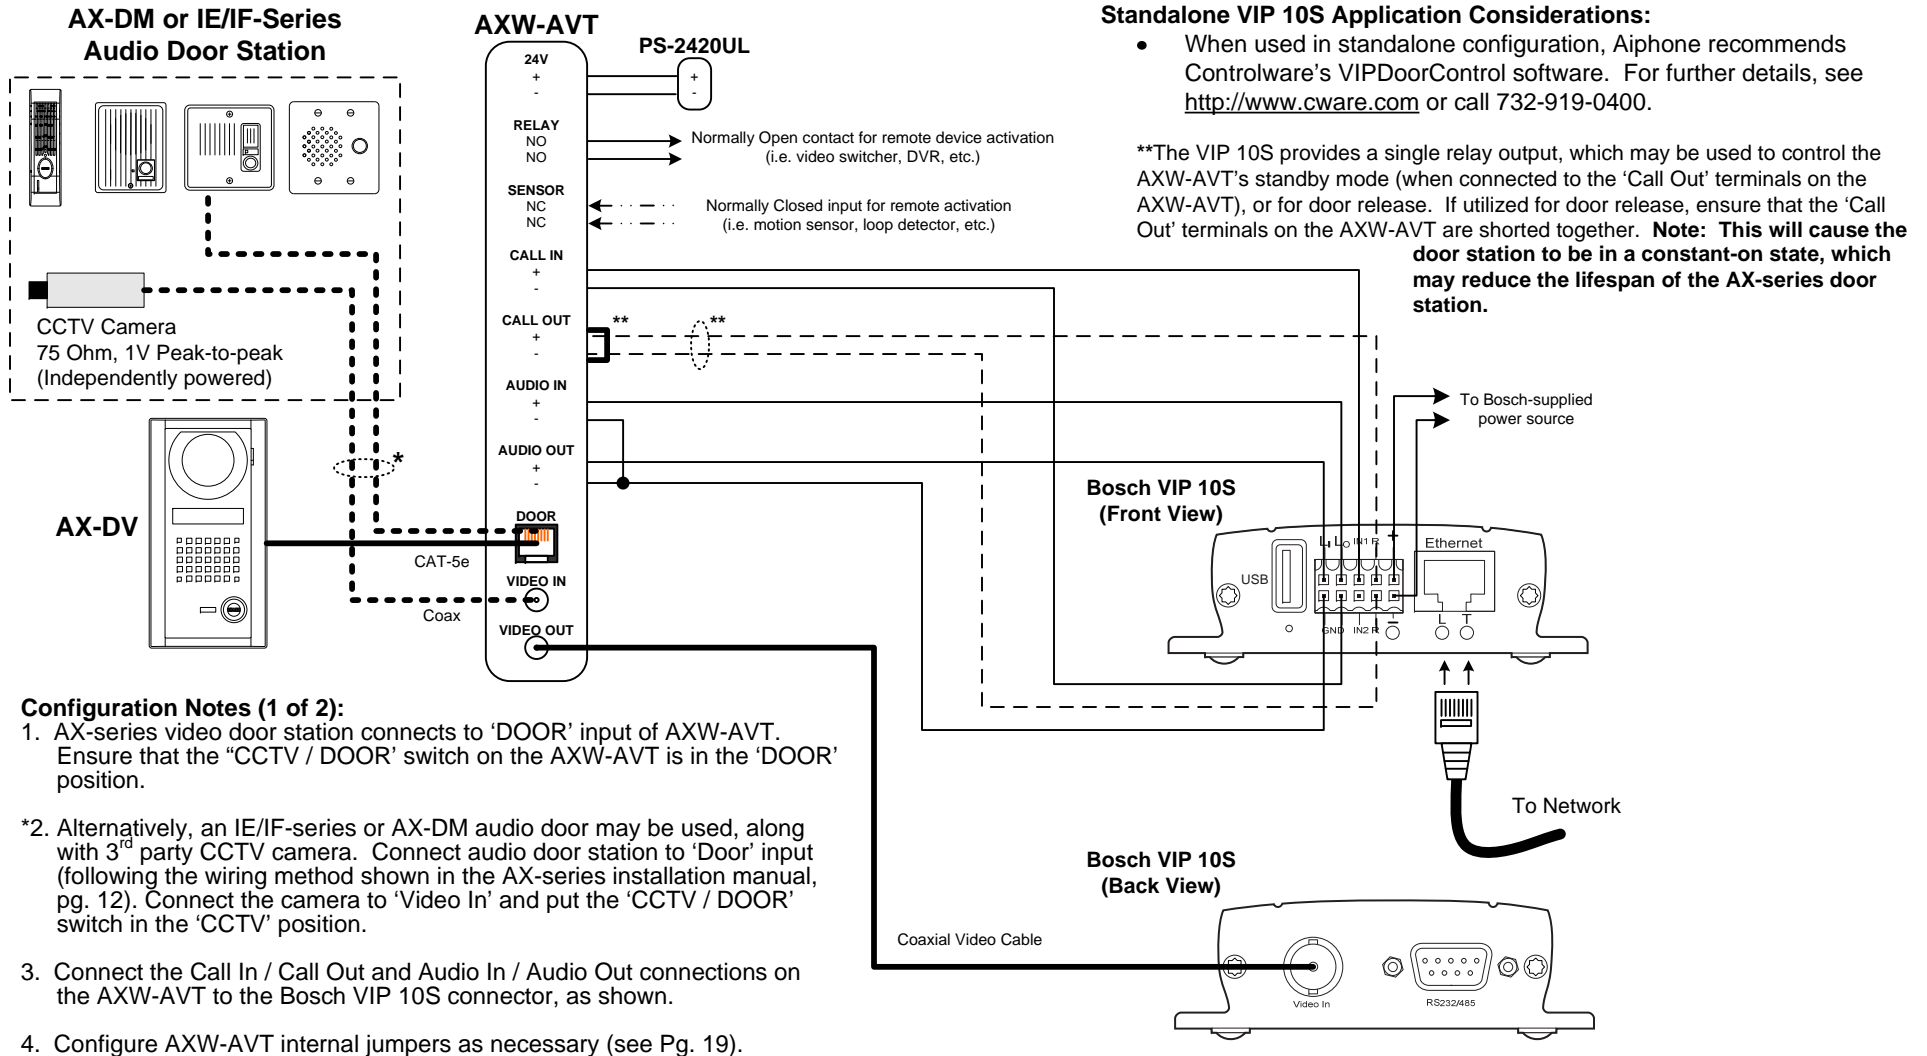 AX-DM or IE/IF-Series
Audio Door Station
CCTV Camera
75 Ohm, 1V Peak-to-peak
(Independently powered)
AX-DV
*
CAT-5e
Coax
AXW-AVT
24V
+
-
RELAY
NO
NO
SENSOR
NC
NC
CALL IN
+
-
CALL OUT
+
-
AUDIO IN
+
-
AUDIO OUT
+
-
DOOR
VIDEO IN
VIDEO OUT
PS-2420UL
+
-
Normally Open contact for remote device activation
(i.e. video switcher, DVR, etc.)
Normally Closed input for remote activation
(i.e. motion sensor, loop detector, etc.)
**
**
Standalone VIP 10S Application Considerations:
• When used in standalone configuration, Aiphone recommends
Controlware's VIPDoorControl software. For further details, see
http://www.cware.com or call 732-919-0400.
**The VIP 10S provides a single relay output, which may be used to control the
AXW-AVT's standby mode (when connected to the ‘Call Out’ terminals on the
AXW-AVT), or for door release. If utilized for door release, ensure that the ‘Call
Out’ terminals on the AXW-AVT are shorted together. Note: This will cause the
door station to be in a constant-on state, which
may reduce the lifespan of the AX-series door
station.
To Bosch-supplied
power source
Bosch VIP 10S
(Front View)
LI LO IN1 R +
Ethernet
USB
GND IN2 R −
L T
To Network
Bosch VIP 10S
(Back View)
Coaxial Video Cable
Video In
RS232/485
Configuration Notes (1 of 2):
1. AX-series video door station connects to ‘DOOR’ input of AXW-AVT.
Ensure that the “CCTV / DOOR’ switch on the AXW-AVT is in the ‘DOOR’
position.
*2. Alternatively, an IE/IF-series or AX-DM audio door may be used, along
with 3rd party CCTV camera. Connect audio door station to ‘Door’ input
(following the wiring method shown in the AX-series installation manual,
pg. 12). Connect the camera to ‘Video In’ and put the ‘CCTV / DOOR’
switch in the ‘CCTV’ position.
3. Connect the Call In / Call Out and Audio In / Audio Out connections on
the AXW-AVT to the Bosch VIP 10S connector, as shown.
4. Configure AXW-AVT internal jumpers as necessary (see Pg. 19).